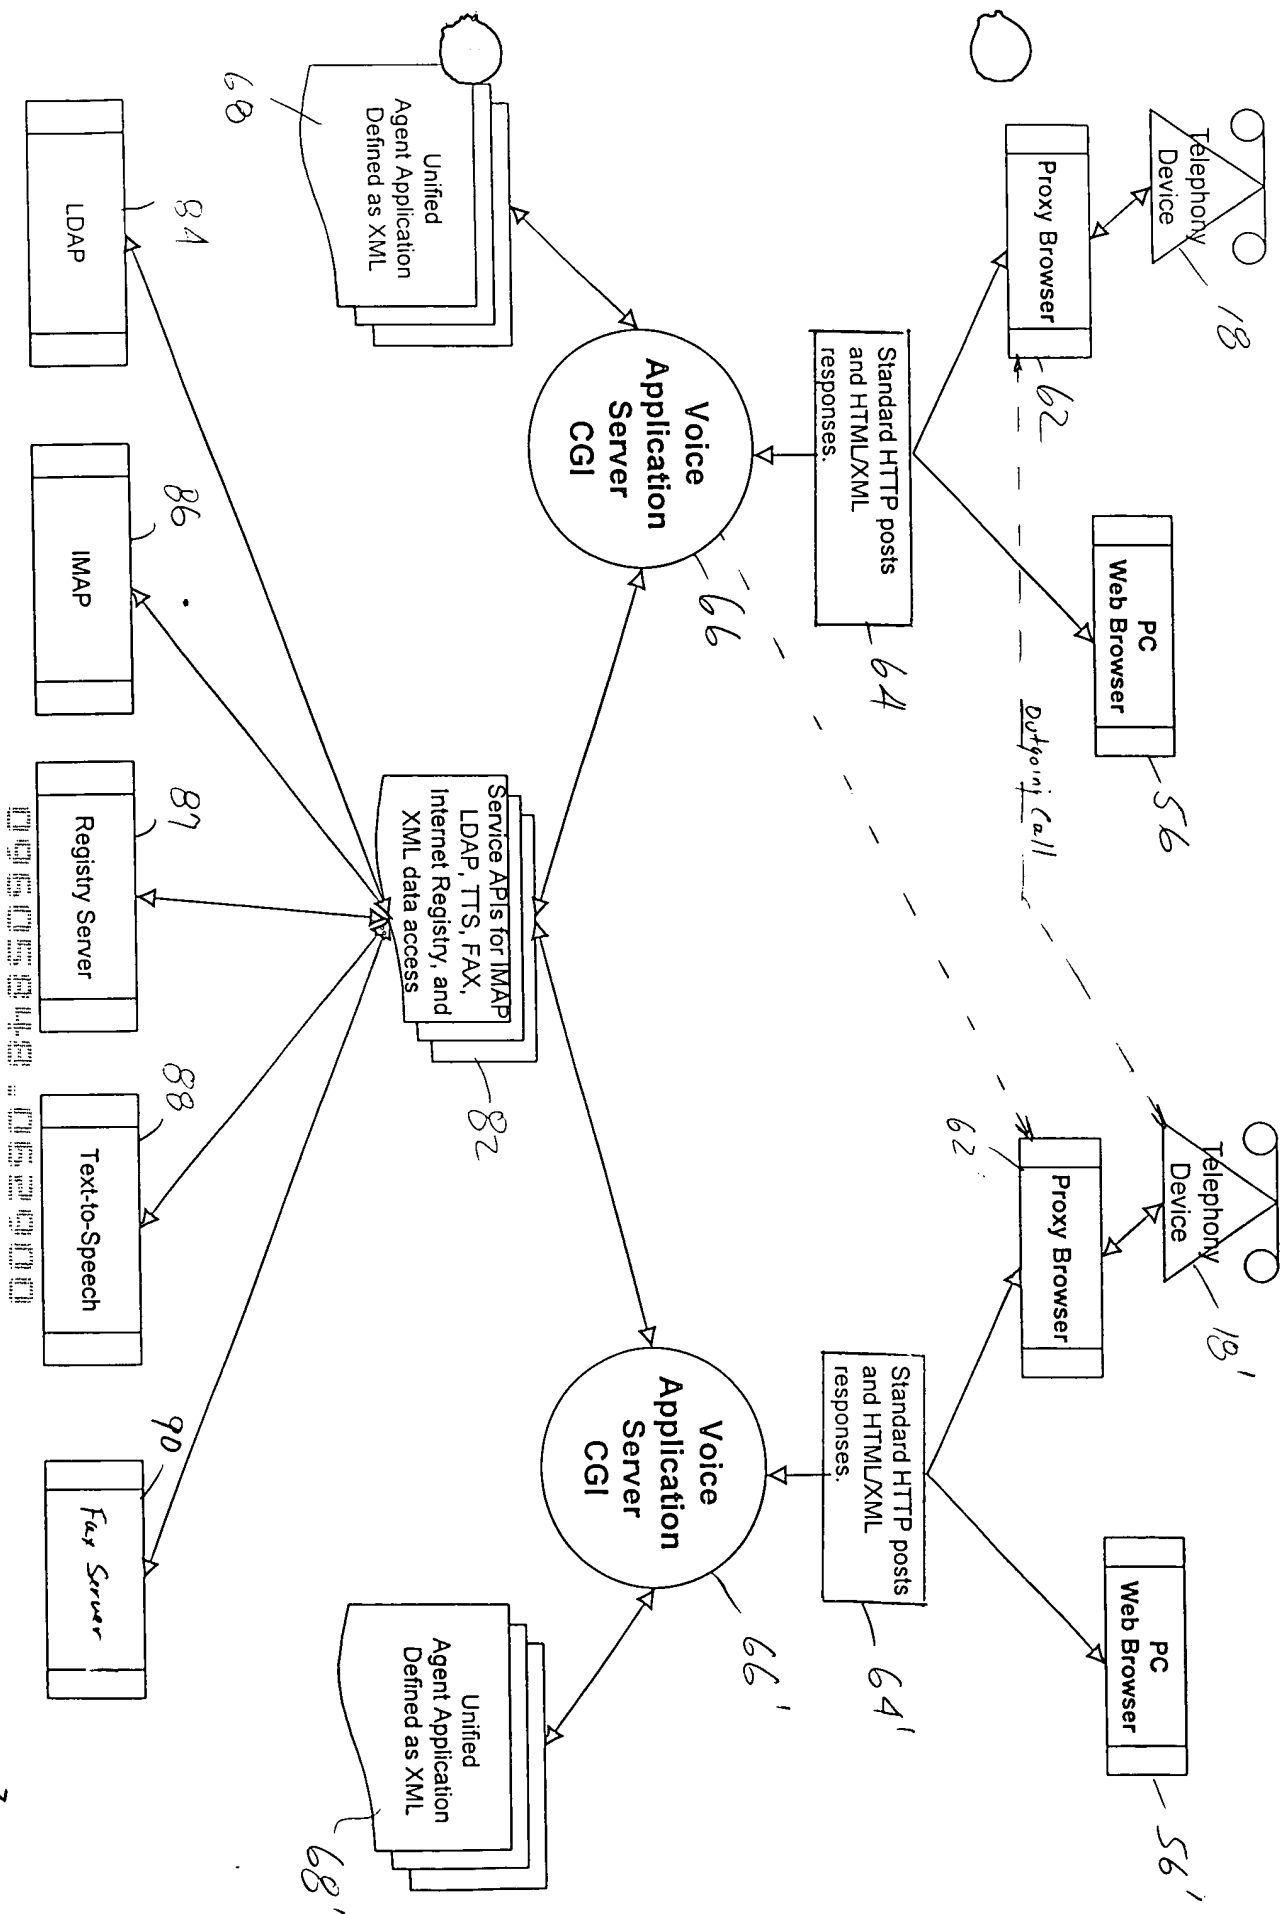 Telephony
Device
18
Proxy Browser
62
PC
Web Browser
56
Outgoing Call
Telephony
Device
18'
Proxy Browser
62'
PC
Web Browser
56'
Standard HTTP posts
and HTML/XML
responses.
64
Standard HTTP posts
and HTML/XML
responses.
64'
Voice
Application
Server
CGI
66
Voice
Application
Server
CGI
66'
Unified
Agent Application
Defined as XML
68
Service APIs for IMAP
LDAP, TTS, FAX,
Internet Registry, and
XML data access
82
Unified
Agent Application
Defined as XML
68'
84
LDAP
86
IMAP
87
Registry Server
88
Text-to-Speech
90
Fax Server
09605848.062900